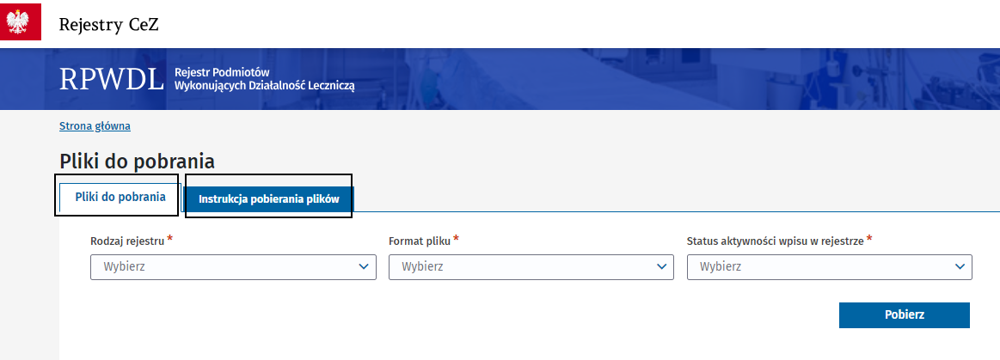 Rejestry CeZ
RPWDL
Rejestr Podmiotów
Wykonujących Działalność Leczniczą
Strona główna
Pliki do pobrania
Pliki do pobrania
Instrukcja pobierania plików
Rodzaj rejestru *
Format pliku *
Status aktywności wpisu w rejestrze *
Wybierz
Wybierz
Wybierz
Pobierz